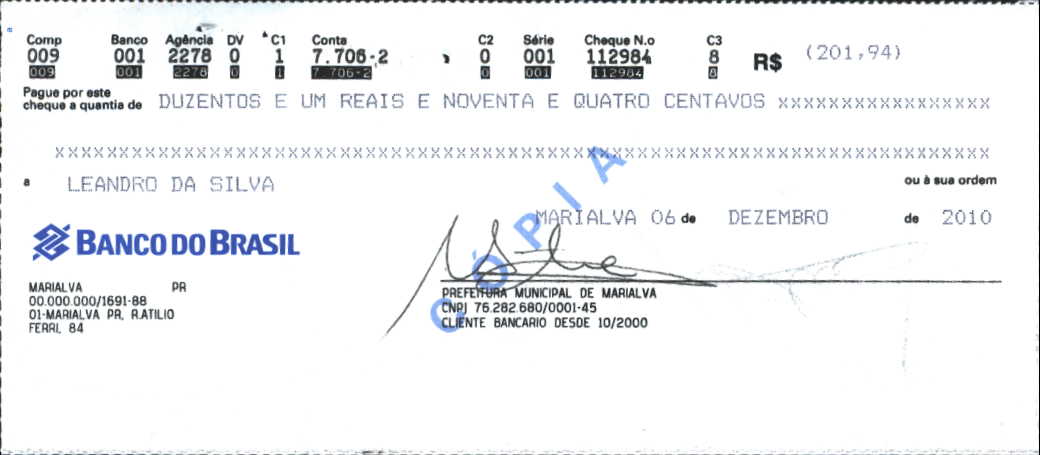 Comp Banco Agência DV C1 Conta C2 Série Cheque N.o C3
009 001 2278 0 1 7.706-2 0 001 112984 8 R$ (201,94)
009 001 2278 0 1 7 706-2 0 001 112984 8
Pague por este
cheque a quantia de DUZENTOS E UM REAIS E NOVENTA E QUATRO CENTAVOS XXXXXXXXXXXXXXXXX
XXXXXXXXXXXXXXXXXXXXXXXXXXXXXXXXXXXXXXXXXXXXXXXXXXXXXXXXXXXXXXXXXXXXXXXXX
a LEANDRO DA SILVA ou à sua ordem
MARIALVA 06 de DEZEMBRO de 2010
CÓPIA
BANCO DO BRASIL
MARIALVA PR
00.000.000/1691-88
01-MARIALVA PR, R.ATILIO
FERRI, 84
PREFEITURA MUNICIPAL DE MARIALVA
CNPJ 76.282.680/0001-45
CLIENTE BANCARIO DESDE 10/2000